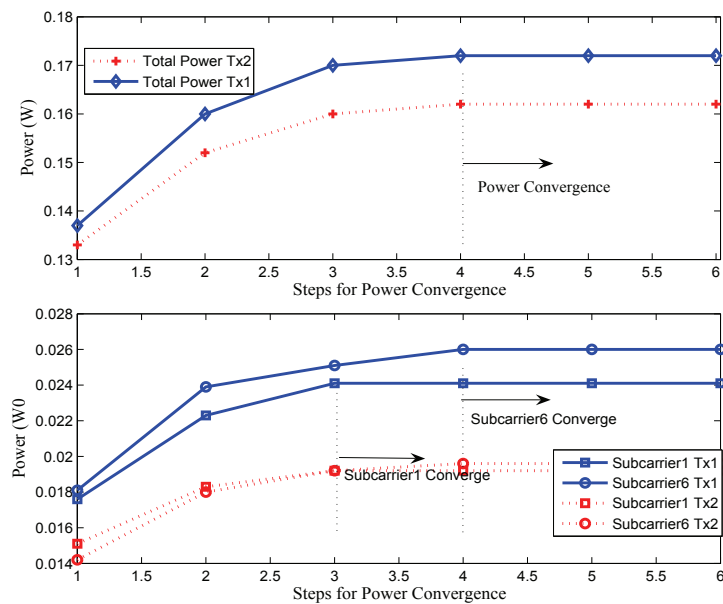 0.18
0.17
0.16
0.15
0.14
0.13
Power (W)
Total Power Tx2
Total Power Tx1
Power Convergence
1 1.5 2 2.5 3 3.5 4 4.5 5 5.5 6
Steps for Power Convergence
0.028
0.026
0.024
0.022
0.02
0.018
0.016
0.014
Power (W0
Subcarrier6 Converge
Subcarrier1 Converge
Subcarrier1 Tx1
Subcarrier6 Tx1
Subcarrier1 Tx2
Subcarrier6 Tx2
1 1.5 2 2.5 3 3.5 4 4.5 5 5.5 6
Steps for Power Convergence